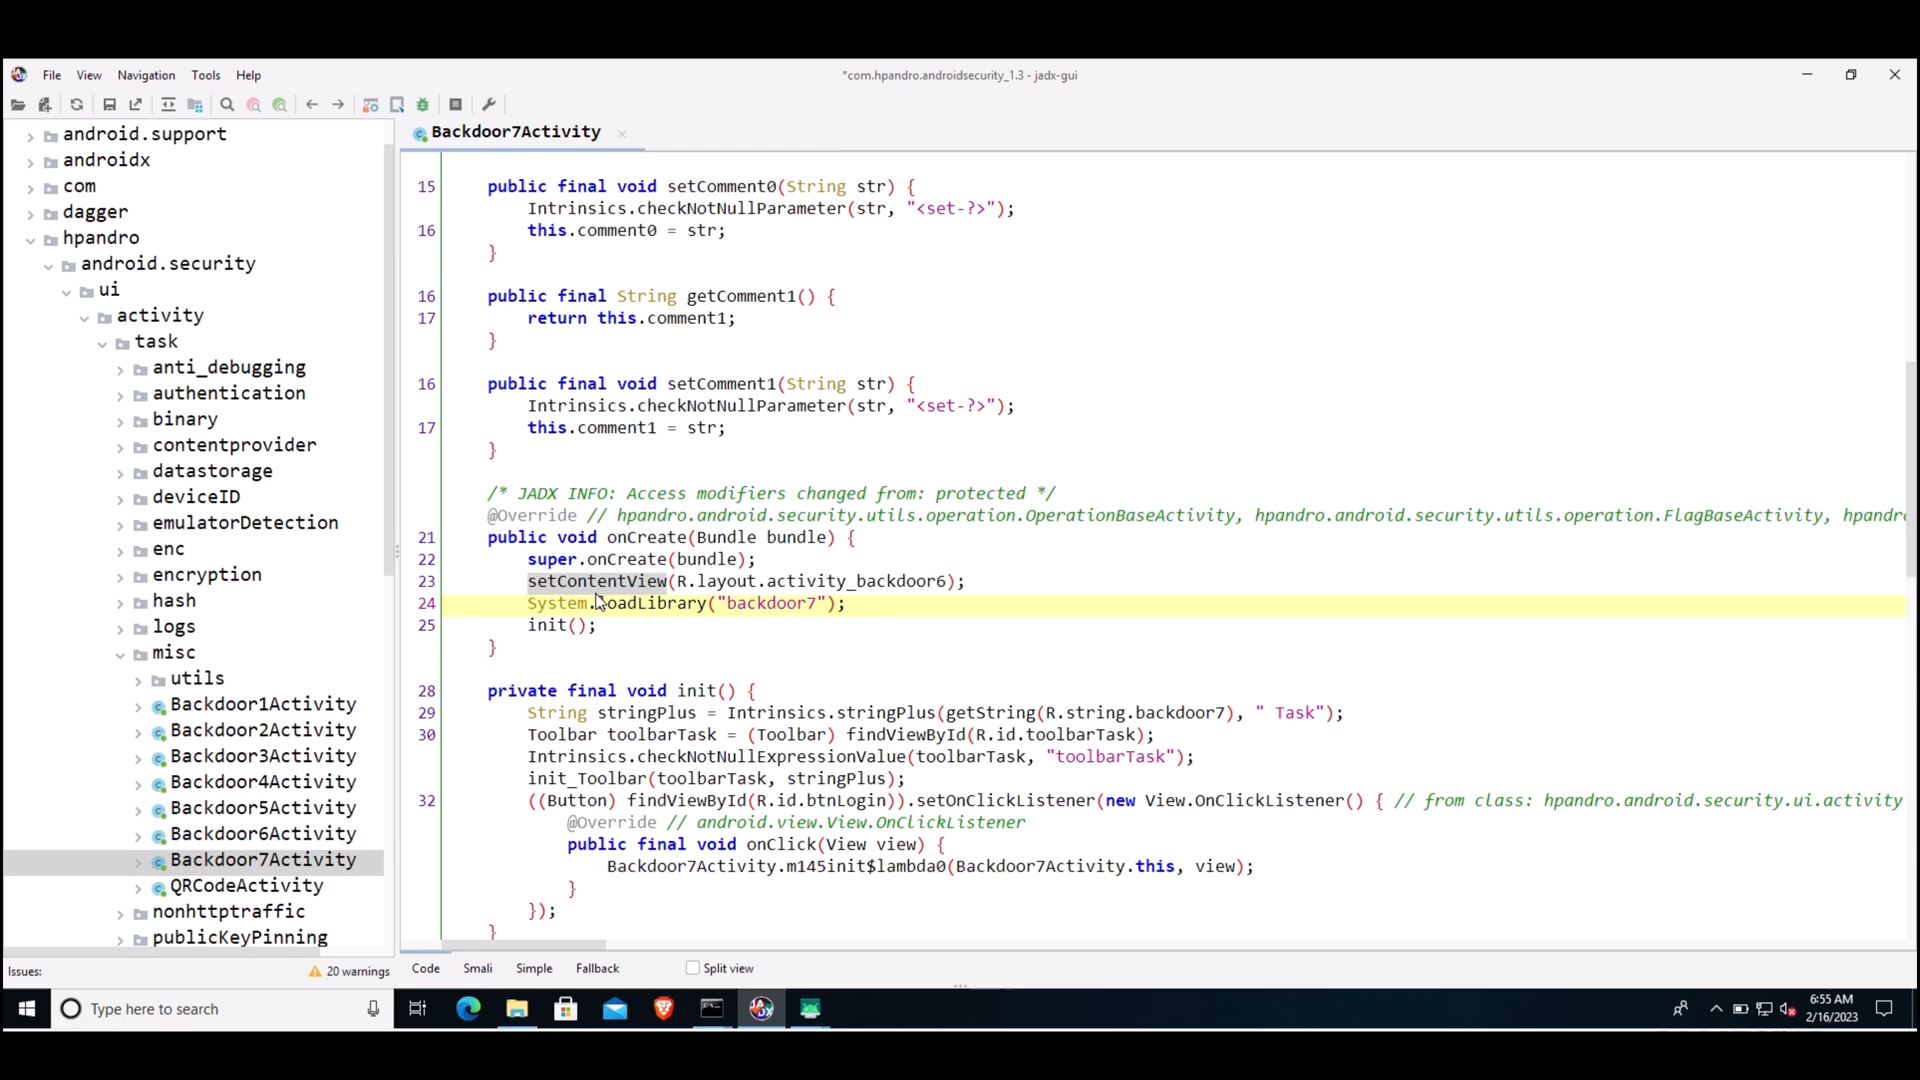 File View Navigation Tools Help
*com.hpandro.androidsecurity_1.3 - jadx-gui
android.support
androidx
com
dagger
hpandro
android.security
ui
activity
task
anti_debugging
authentication
binary
contentprovider
datastorage
deviceID
emulatorDetection
enc
encryption
hash
logs
misc
utils
Backdoor1Activity
Backdoor2Activity
Backdoor3Activity
Backdoor4Activity
Backdoor5Activity
Backdoor6Activity
Backdoor7Activity
QRCodeActivity
nonhttptraffic
publicKeyPinning
Issues: 20 warnings
Backdoor7Activity
15 public final void setComment0(String str) {
Intrinsics.checkNotNullParameter(str, "<set-?>");
16 this.comment0 = str;
}
16 public final String getComment1() {
17 return this.comment1;
}
16 public final void setComment1(String str) {
Intrinsics.checkNotNullParameter(str, "<set-?>");
17 this.comment1 = str;
}
/* JADX INFO: Access modifiers changed from: protected */
@Override // hpandro.android.security.utils.operation.OperationBaseActivity, hpandro.android.security.utils.operation.FlagBaseActivity, hpandr
21 public void onCreate(Bundle bundle) {
22 super.onCreate(bundle);
23 setContentView(R.layout.activity_backdoor6);
24 System.loadLibrary("backdoor7");
25 init();
}
28 private final void init() {
29 String stringPlus = Intrinsics.stringPlus(getString(R.string.backdoor7), " Task");
30 Toolbar toolbarTask = (Toolbar) findViewById(R.id.toolbarTask);
Intrinsics.checkNotNullExpressionValue(toolbarTask, "toolbarTask");
init_Toolbar(toolbarTask, stringPlus);
32 ((Button) findViewById(R.id.btnLogin)).setOnClickListener(new View.OnClickListener() { // from class: hpandro.android.security.ui.activity
@Override // android.view.View.OnClickListener
public final void onClick(View view) {
Backdoor7Activity.m145init$lambda0(Backdoor7Activity.this, view);
}
});
}
Code Smali Simple Fallback Split view
Type here to search
6:55 AM
2/16/2023